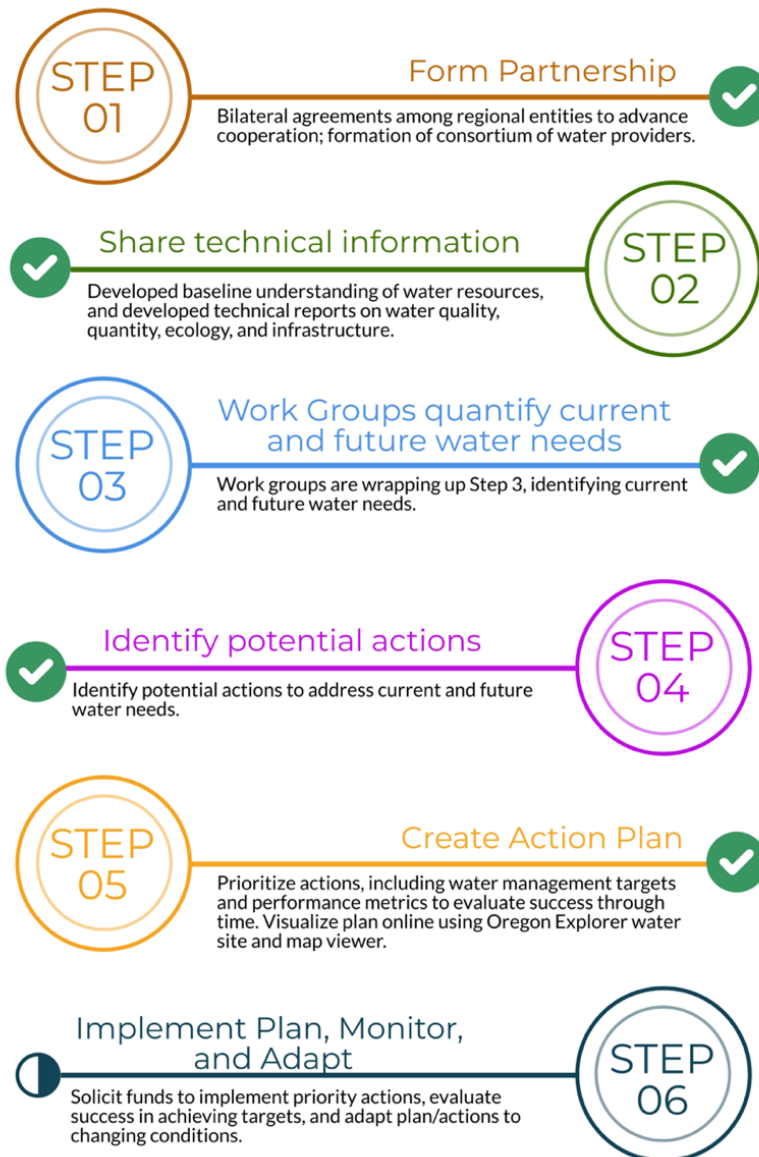 STEP
01
Form Partnership
Bilateral agreements among regional entities to advance
cooperation; formation of consortium of water providers.
Share technical information
STEP
02
Developed baseline understanding of water resources,
and developed technical reports on water quality,
quantity, ecology, and infrastructure.
STEP
03
Work Groups quantify current
and future water needs
Work groups are wrapping up Step 3, identifying current
and future water needs.
Identify potential actions
STEP
04
Identify potential actions to address current and future
water needs.
STEP
05
Create Action Plan
Prioritize actions, including water management targets
and performance metrics to evaluate success through
time. Visualize plan online using Oregon Explorer water
site and map viewer.
Implement Plan, Monitor,
and Adapt
STEP
06
Solicit funds to implement priority actions, evaluate
success in achieving targets, and adapt plan/actions to
changing conditions.